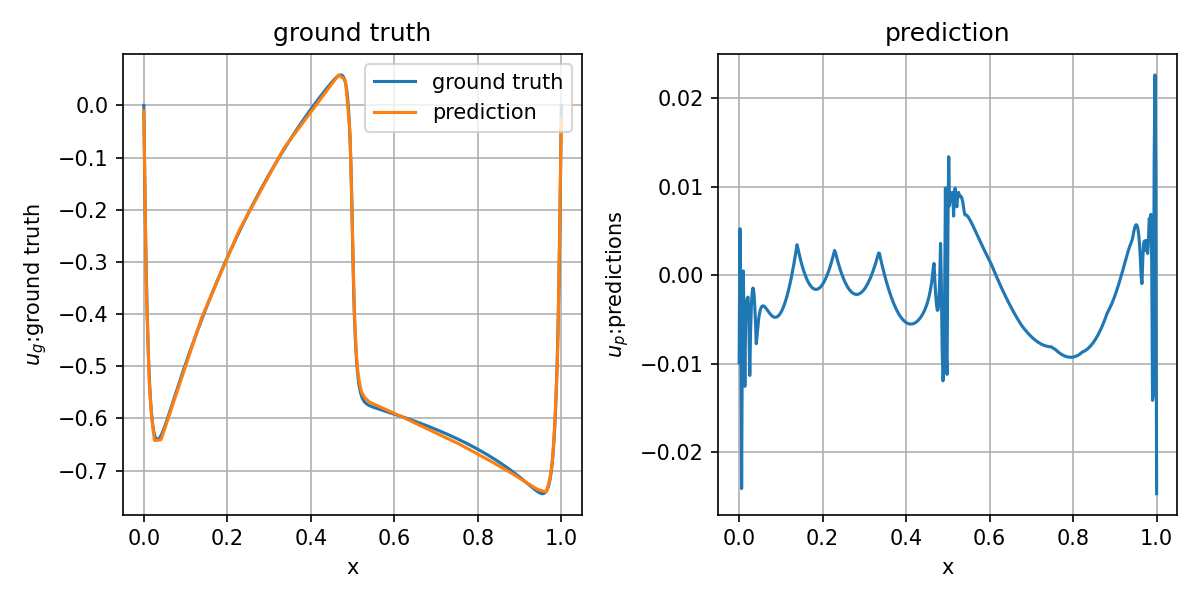 ground truth
ground truth
prediction
0.0
−0.1
−0.2
−0.3
−0.4
−0.5
−0.6
−0.7
u_g:ground truth
0.0 0.2 0.4 0.6 0.8 1.0
x
prediction
0.02
0.01
0.00
−0.01
−0.02
u_p:predictions
0.0 0.2 0.4 0.6 0.8 1.0
x